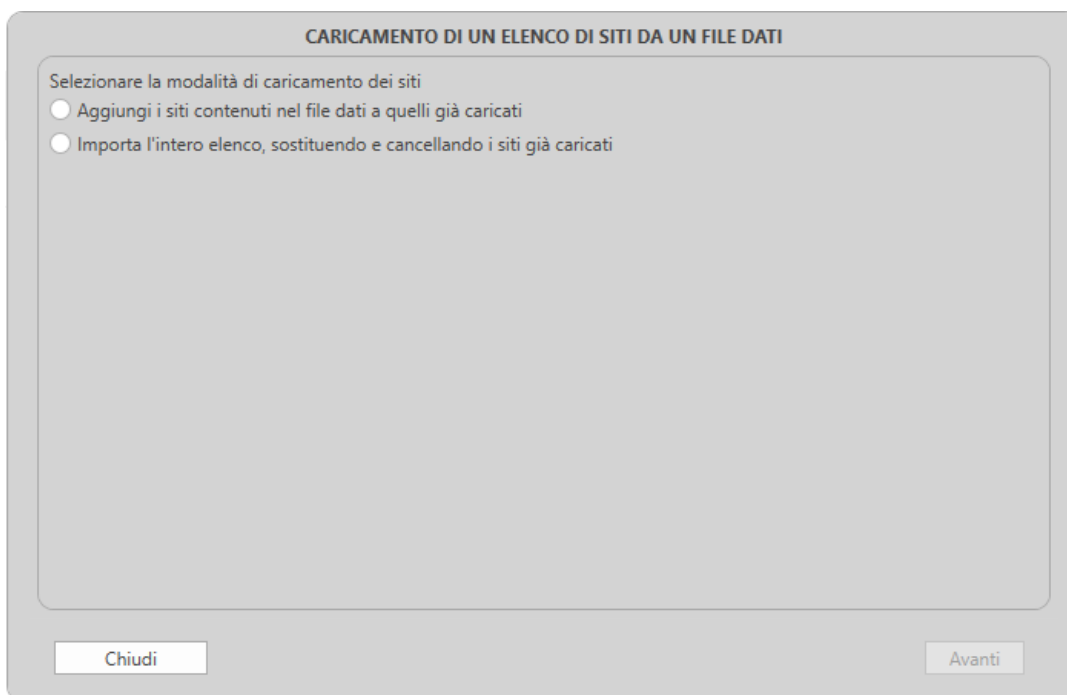 CARICAMENTO DI UN ELENCO DI SITI DA UN FILE DATI
Selezionare la modalità di caricamento dei siti
Aggiungi i siti contenuti nel file dati a quelli già caricati
Importa l'intero elenco, sostituendo e cancellando i siti già caricati
Chiudi
Avanti